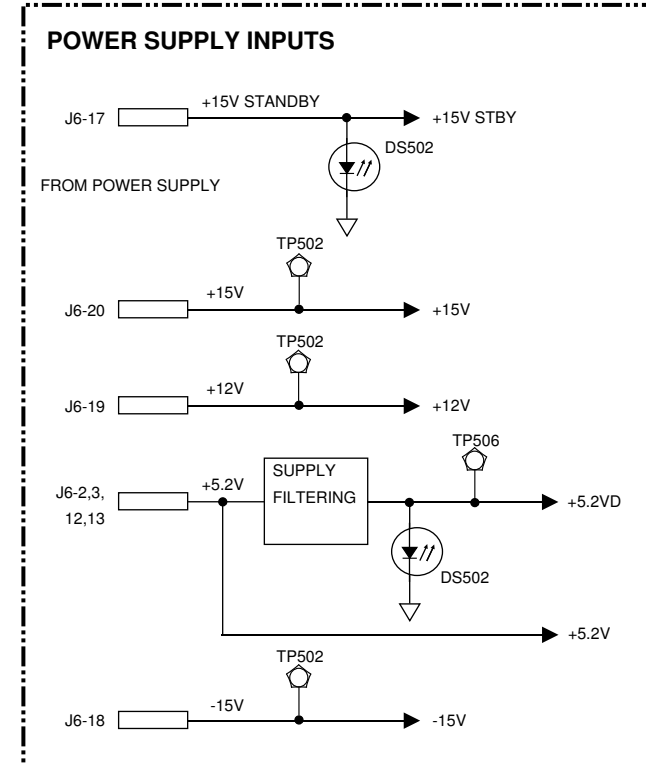 POWER SUPPLY INPUTS
J6-17
+15V STANDBY
+15V STBY
DS502
FROM POWER SUPPLY
TP502
J6-20
+15V
+15V
TP502
J6-19
+12V
+12V
TP506
J6-2,3,
12,13
+5.2V
SUPPLY
FILTERING
+5.2VD
DS502
+5.2V
TP502
J6-18
-15V
-15V